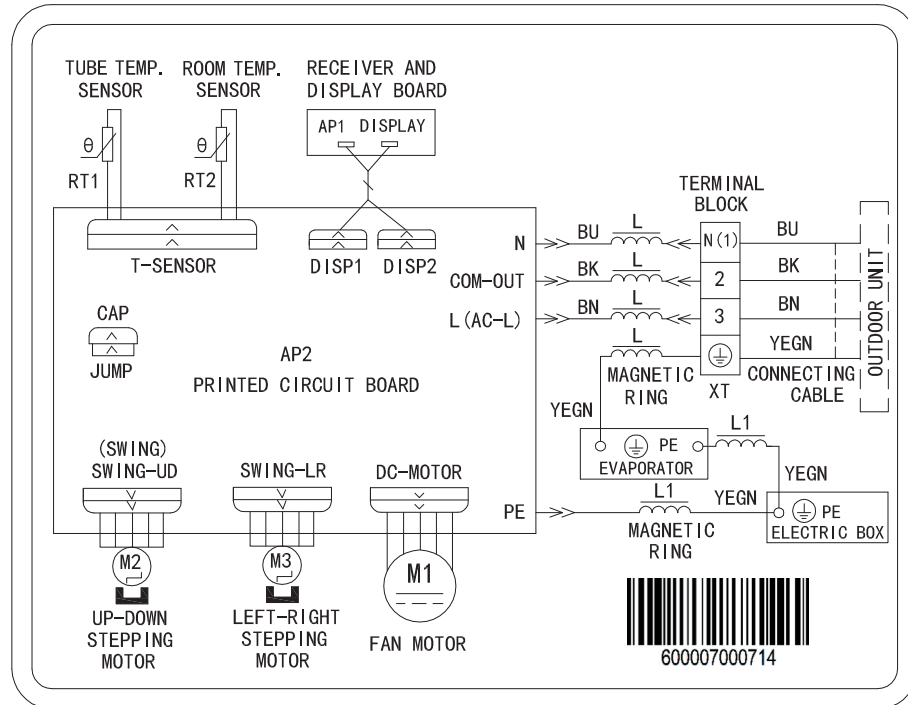 TUBE TEMP.
SENSOR
ROOM TEMP.
SENSOR
RECEIVER AND
DISPLAY BOARD
AP1 DISPLAY
θ
RT1
θ
RT2
T-SENSOR
DISP1
DISP2
CAP
JUMP
AP2
PRINTED CIRCUIT BOARD
N
COM-OUT
L(AC-L)
PE
BU
L
BK
L
BN
L
L
MAGNETIC
RING
TERMINAL
BLOCK
N(1)
2
3
XT
BU
BK
BN
YEGN
CONNECTING
CABLE
OUTDOOR UNIT
YEGN
PE
EVAPORATOR
L1
YEGN
L1
YEGN
MAGNETIC
RING
PE
ELECTRIC BOX
(SWING)
SWING-UD
SWING-LR
DC-MOTOR
M2
UP-DOWN
STEPPING
MOTOR
M3
LEFT-RIGHT
STEPPING
MOTOR
M1
FAN MOTOR
600007000714